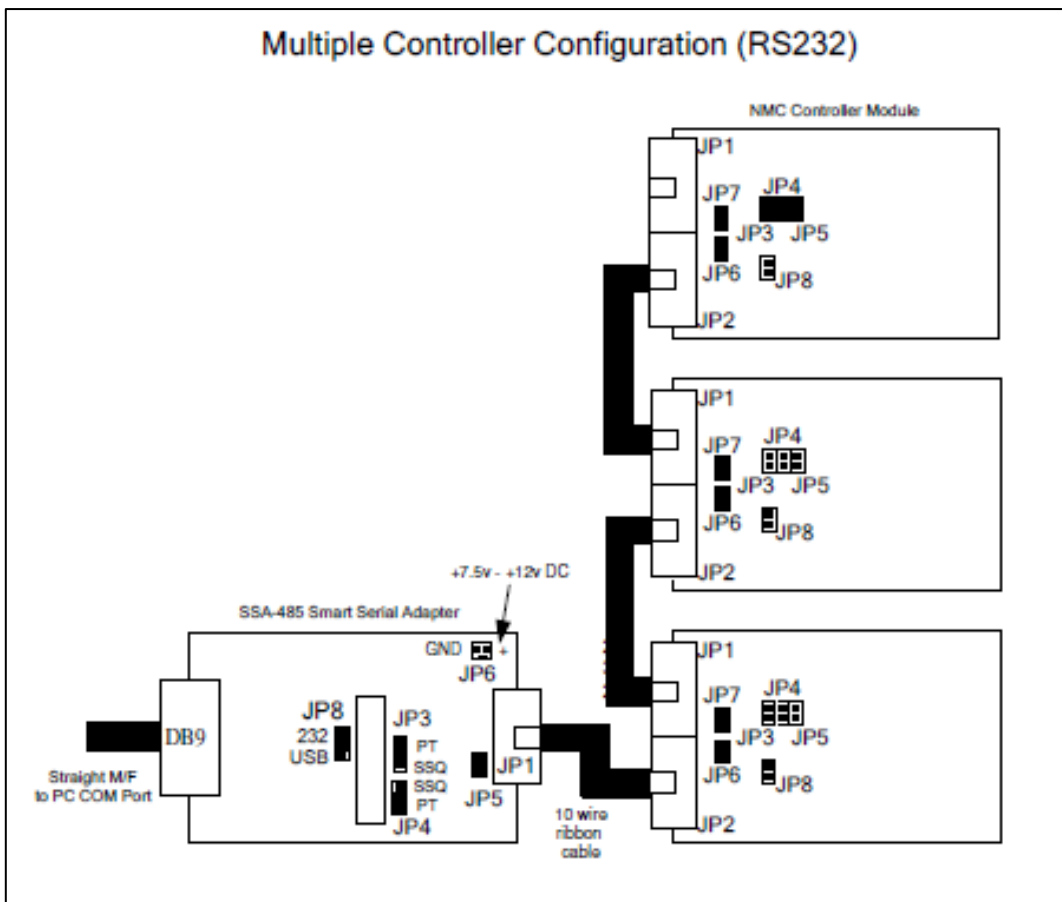 Multiple Controller Configuration (RS232)
NMC Controller Module
JP1
JP7 JP4
JP3 JP5
JP6 JP8
JP2
JP1
JP7 JP4
JP3 JP5
JP6 JP8
JP2
+7.5v - +12v DC
SSA-485 Smart Serial Adapter
GND +
JP6
JP8 JP3
232 PT
USB SSQ
SSQ
PT
JP4
JP5
JP1
DB9
Straight M/F
to PC COM Port
10 wire
ribbon
cable
JP1
JP7 JP4
JP3 JP5
JP6 JP8
JP2